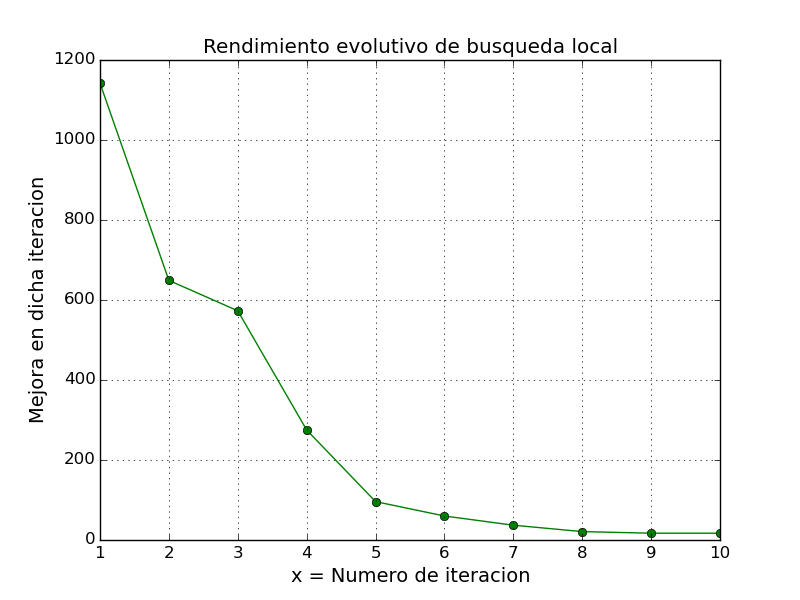 Rendimiento evolutivo de busqueda local
1200
1000
800
600
400
200
0
Mejora en dicha iteracion
1 2 3 4 5 6 7 8 9 10
x = Numero de iteracion